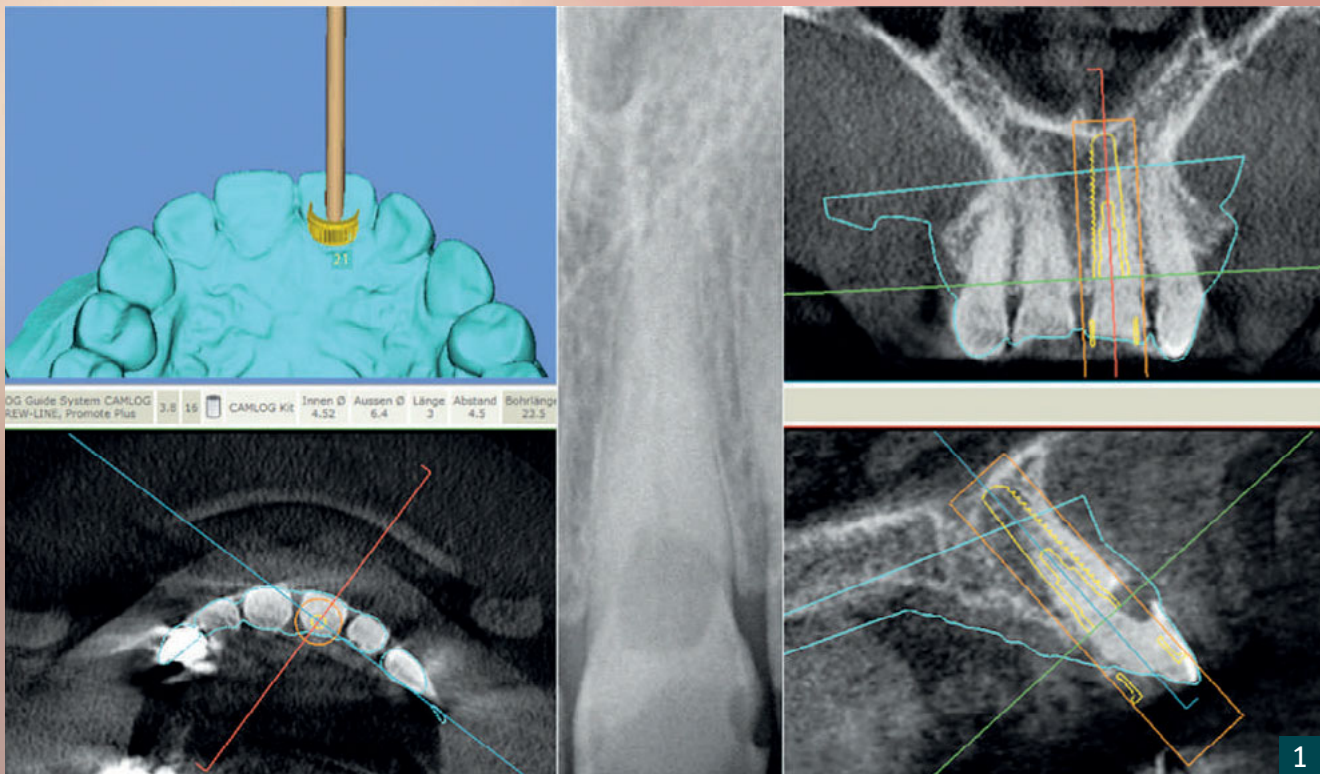 21
OG Guide System CAMLOG 3.8 16 CAMLOG Kit Innen Ø Aussen Ø Länge Abstand Bohrlänge
REW-LINE, Promote Plus 4.52 6.4 3 4.5 23.5
1